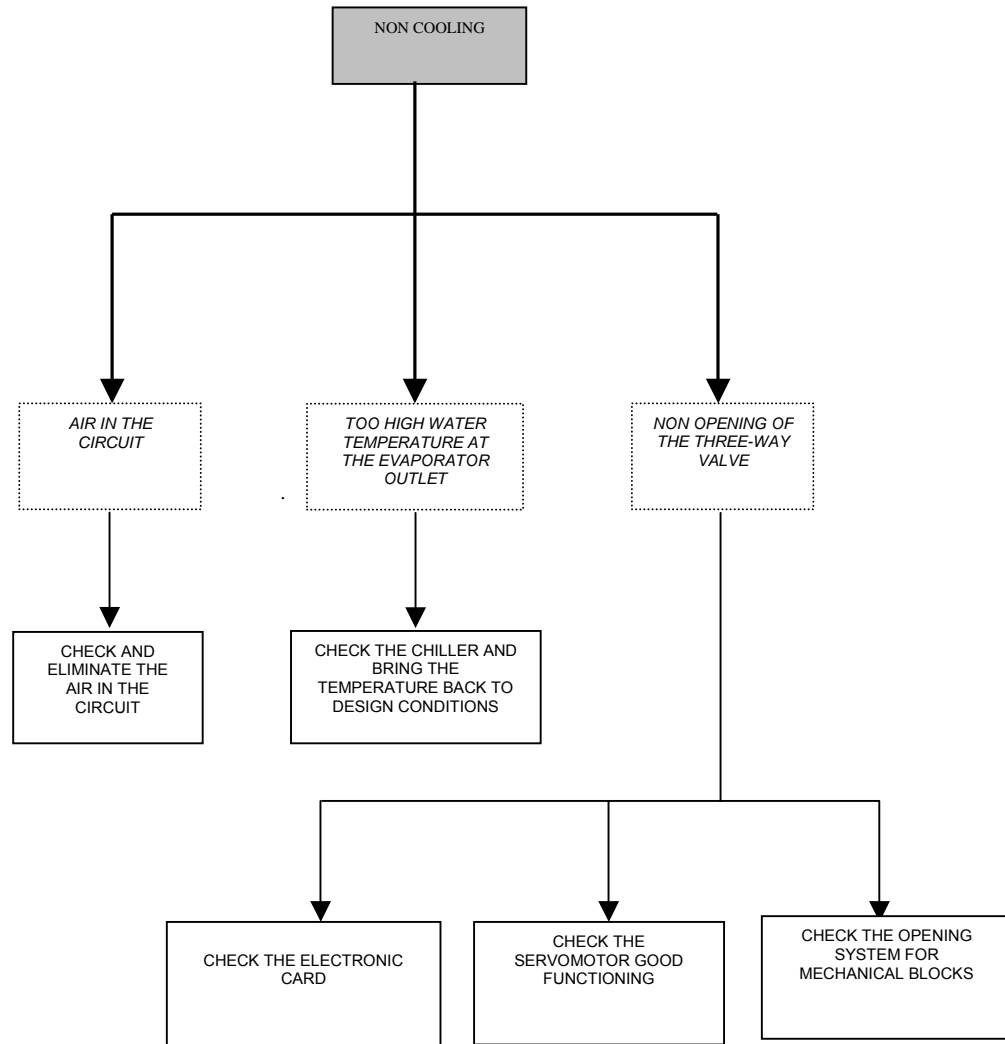 NON COOLING
AIR IN THE
CIRCUIT
TOO HIGH WATER
TEMPERATURE AT
THE EVAPORATOR
OUTLET
NON OPENING OF
THE THREE-WAY
VALVE
.
CHECK AND
ELIMINATE THE
AIR IN THE
CIRCUIT
CHECK THE CHILLER AND
BRING THE
TEMPERATURE BACK TO
DESIGN CONDITIONS
CHECK THE ELECTRONIC
CARD
CHECK THE
SERVOMOTOR GOOD
FUNCTIONING
CHECK THE OPENING
SYSTEM FOR
MECHANICAL BLOCKS